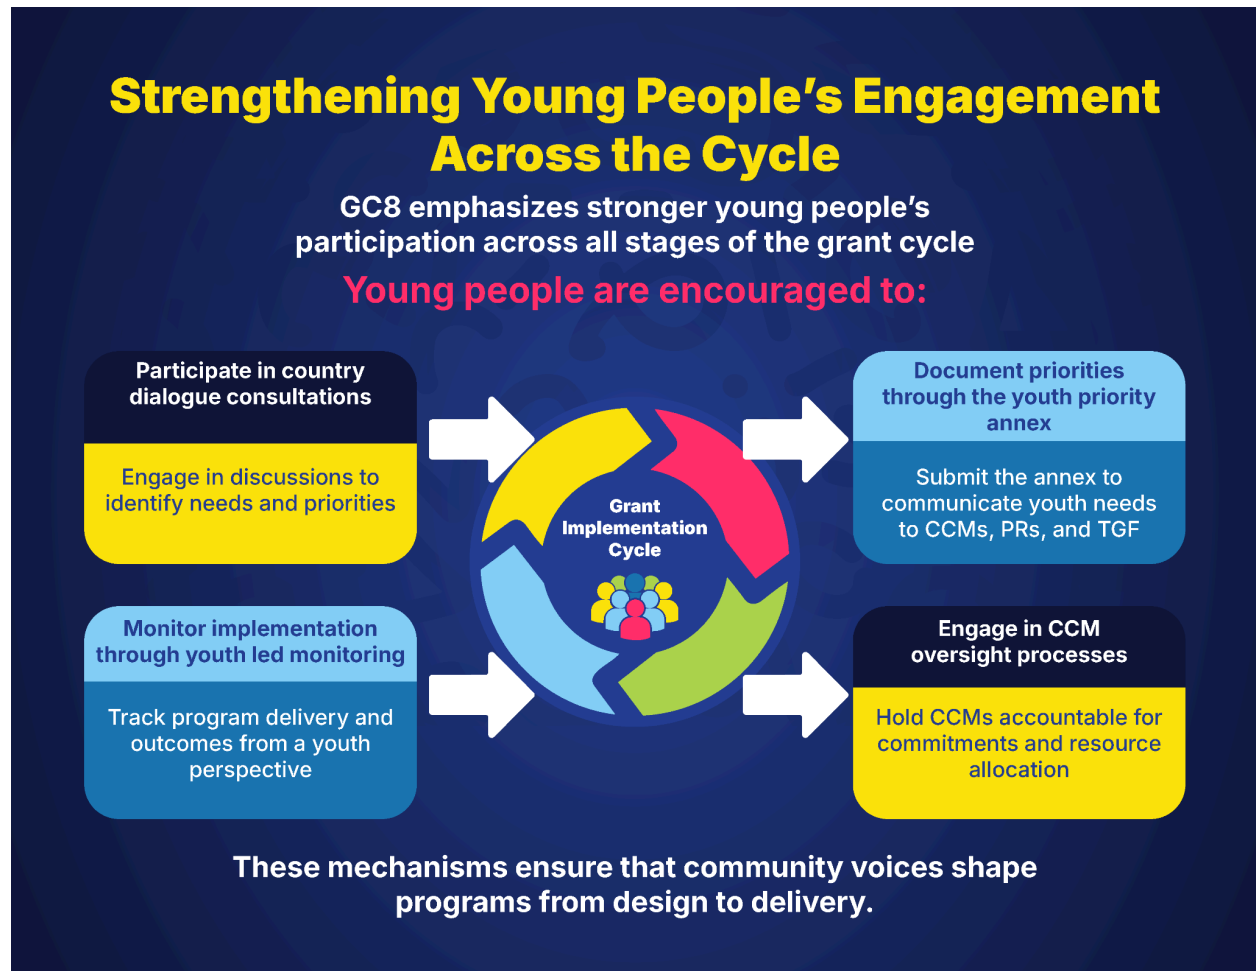 Strengthening Young People's Engagement
Across the Cycle
GC8 emphasizes stronger young people's
participation across all stages of the grant cycle
Young people are encouraged to:
Participate in country
dialogue consultations
Engage in discussions to
identify needs and priorities
Document priorities
through the youth priority
annex
Submit the annex to
communicate youth needs
to CCMs, PRs, and TGF
Grant
Implementation
Cycle
Monitor implementation
through youth led monitoring
Track program delivery and
outcomes from a youth
perspective
Engage in CCM
oversight processes
Hold CCMs accountable for
commitments and resource
allocation
These mechanisms ensure that community voices shape
programs from design to delivery.